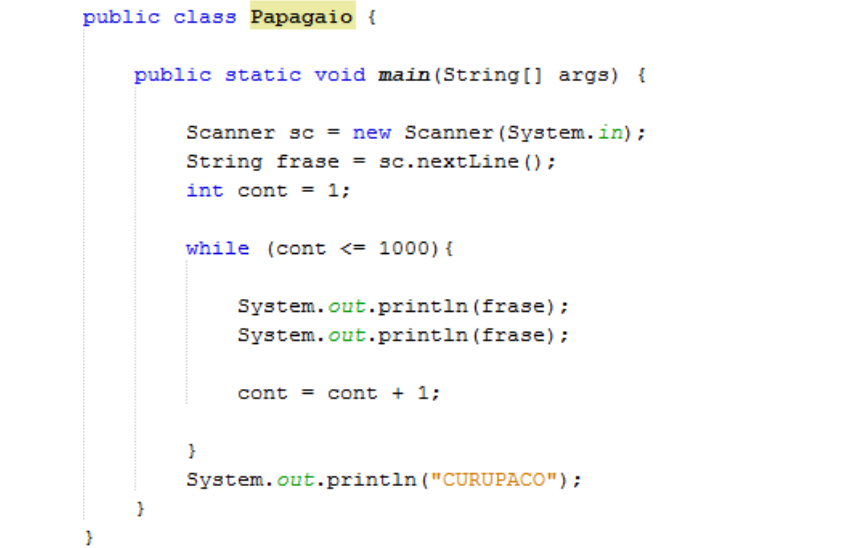 public class Papagaio {
public static void main(String[] args) {
Scanner sc = new Scanner(System.in);
String frase = sc.nextLine();
int cont = 1;
while (cont <= 1000){
System.out.println(frase);
System.out.println(frase);
cont = cont + 1;
}
System.out.println("CURUPACO");
}
}